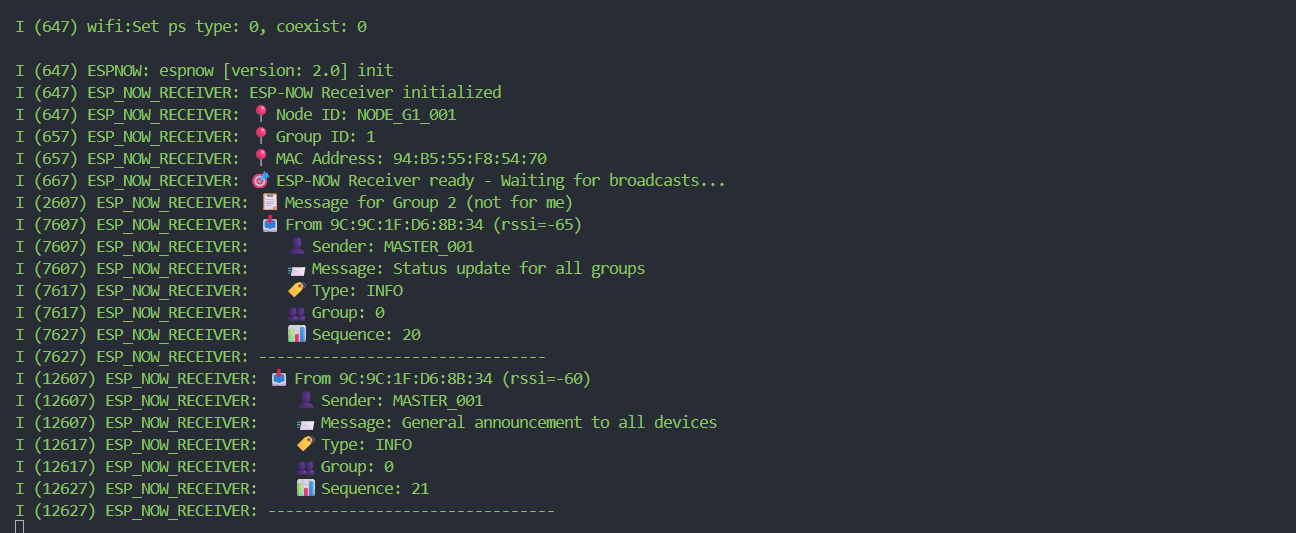 I (647) wifi:Set ps type: 0, coexist: 0
I (647) ESPNOW: espnow [version: 2.0] init
I (647) ESP_NOW_RECEIVER: ESP-NOW Receiver initialized
I (647) ESP_NOW_RECEIVER: 📍 Node ID: NODE_G1_001
I (657) ESP_NOW_RECEIVER: 📍 Group ID: 1
I (657) ESP_NOW_RECEIVER: 📍 MAC Address: 94:B5:55:F8:54:70
I (667) ESP_NOW_RECEIVER: 🎯 ESP-NOW Receiver ready - Waiting for broadcasts...
I (2607) ESP_NOW_RECEIVER: 📋 Message for Group 2 (not for me)
I (7607) ESP_NOW_RECEIVER: 📥 From 9C:9C:1F:D6:8B:34 (rssi=-65)
I (7607) ESP_NOW_RECEIVER:    👤 Sender: MASTER_001
I (7607) ESP_NOW_RECEIVER:    📨 Message: Status update for all groups
I (7617) ESP_NOW_RECEIVER:    🏷️ Type: INFO
I (7617) ESP_NOW_RECEIVER:    👥 Group: 0
I (7627) ESP_NOW_RECEIVER:    📊 Sequence: 20
I (7627) ESP_NOW_RECEIVER: --------------------------------
I (12607) ESP_NOW_RECEIVER: 📥 From 9C:9C:1F:D6:8B:34 (rssi=-60)
I (12607) ESP_NOW_RECEIVER:    👤 Sender: MASTER_001
I (12607) ESP_NOW_RECEIVER:    📨 Message: General announcement to all devices
I (12617) ESP_NOW_RECEIVER:    🏷️ Type: INFO
I (12617) ESP_NOW_RECEIVER:    👥 Group: 0
I (12627) ESP_NOW_RECEIVER:    📊 Sequence: 21
I (12627) ESP_NOW_RECEIVER: --------------------------------